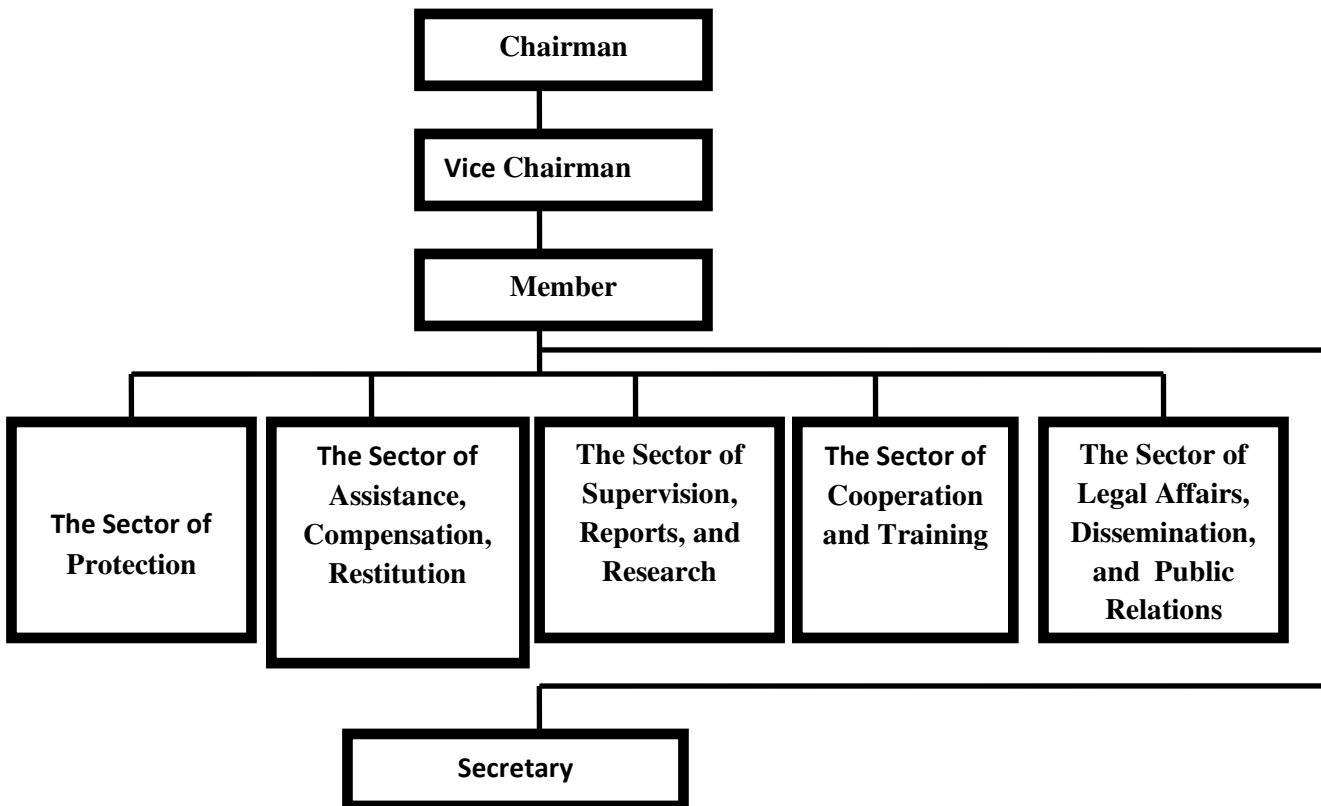 Chairman
Vice Chairman
Member
The Sector of
Protection
The Sector of
Assistance,
Compensation,
Restitution
The Sector of
Supervision,
Reports, and
Research
The Sector of
Cooperation
and Training
The Sector of
Legal Affairs,
Dissemination,
and Public
Relations
Secretary